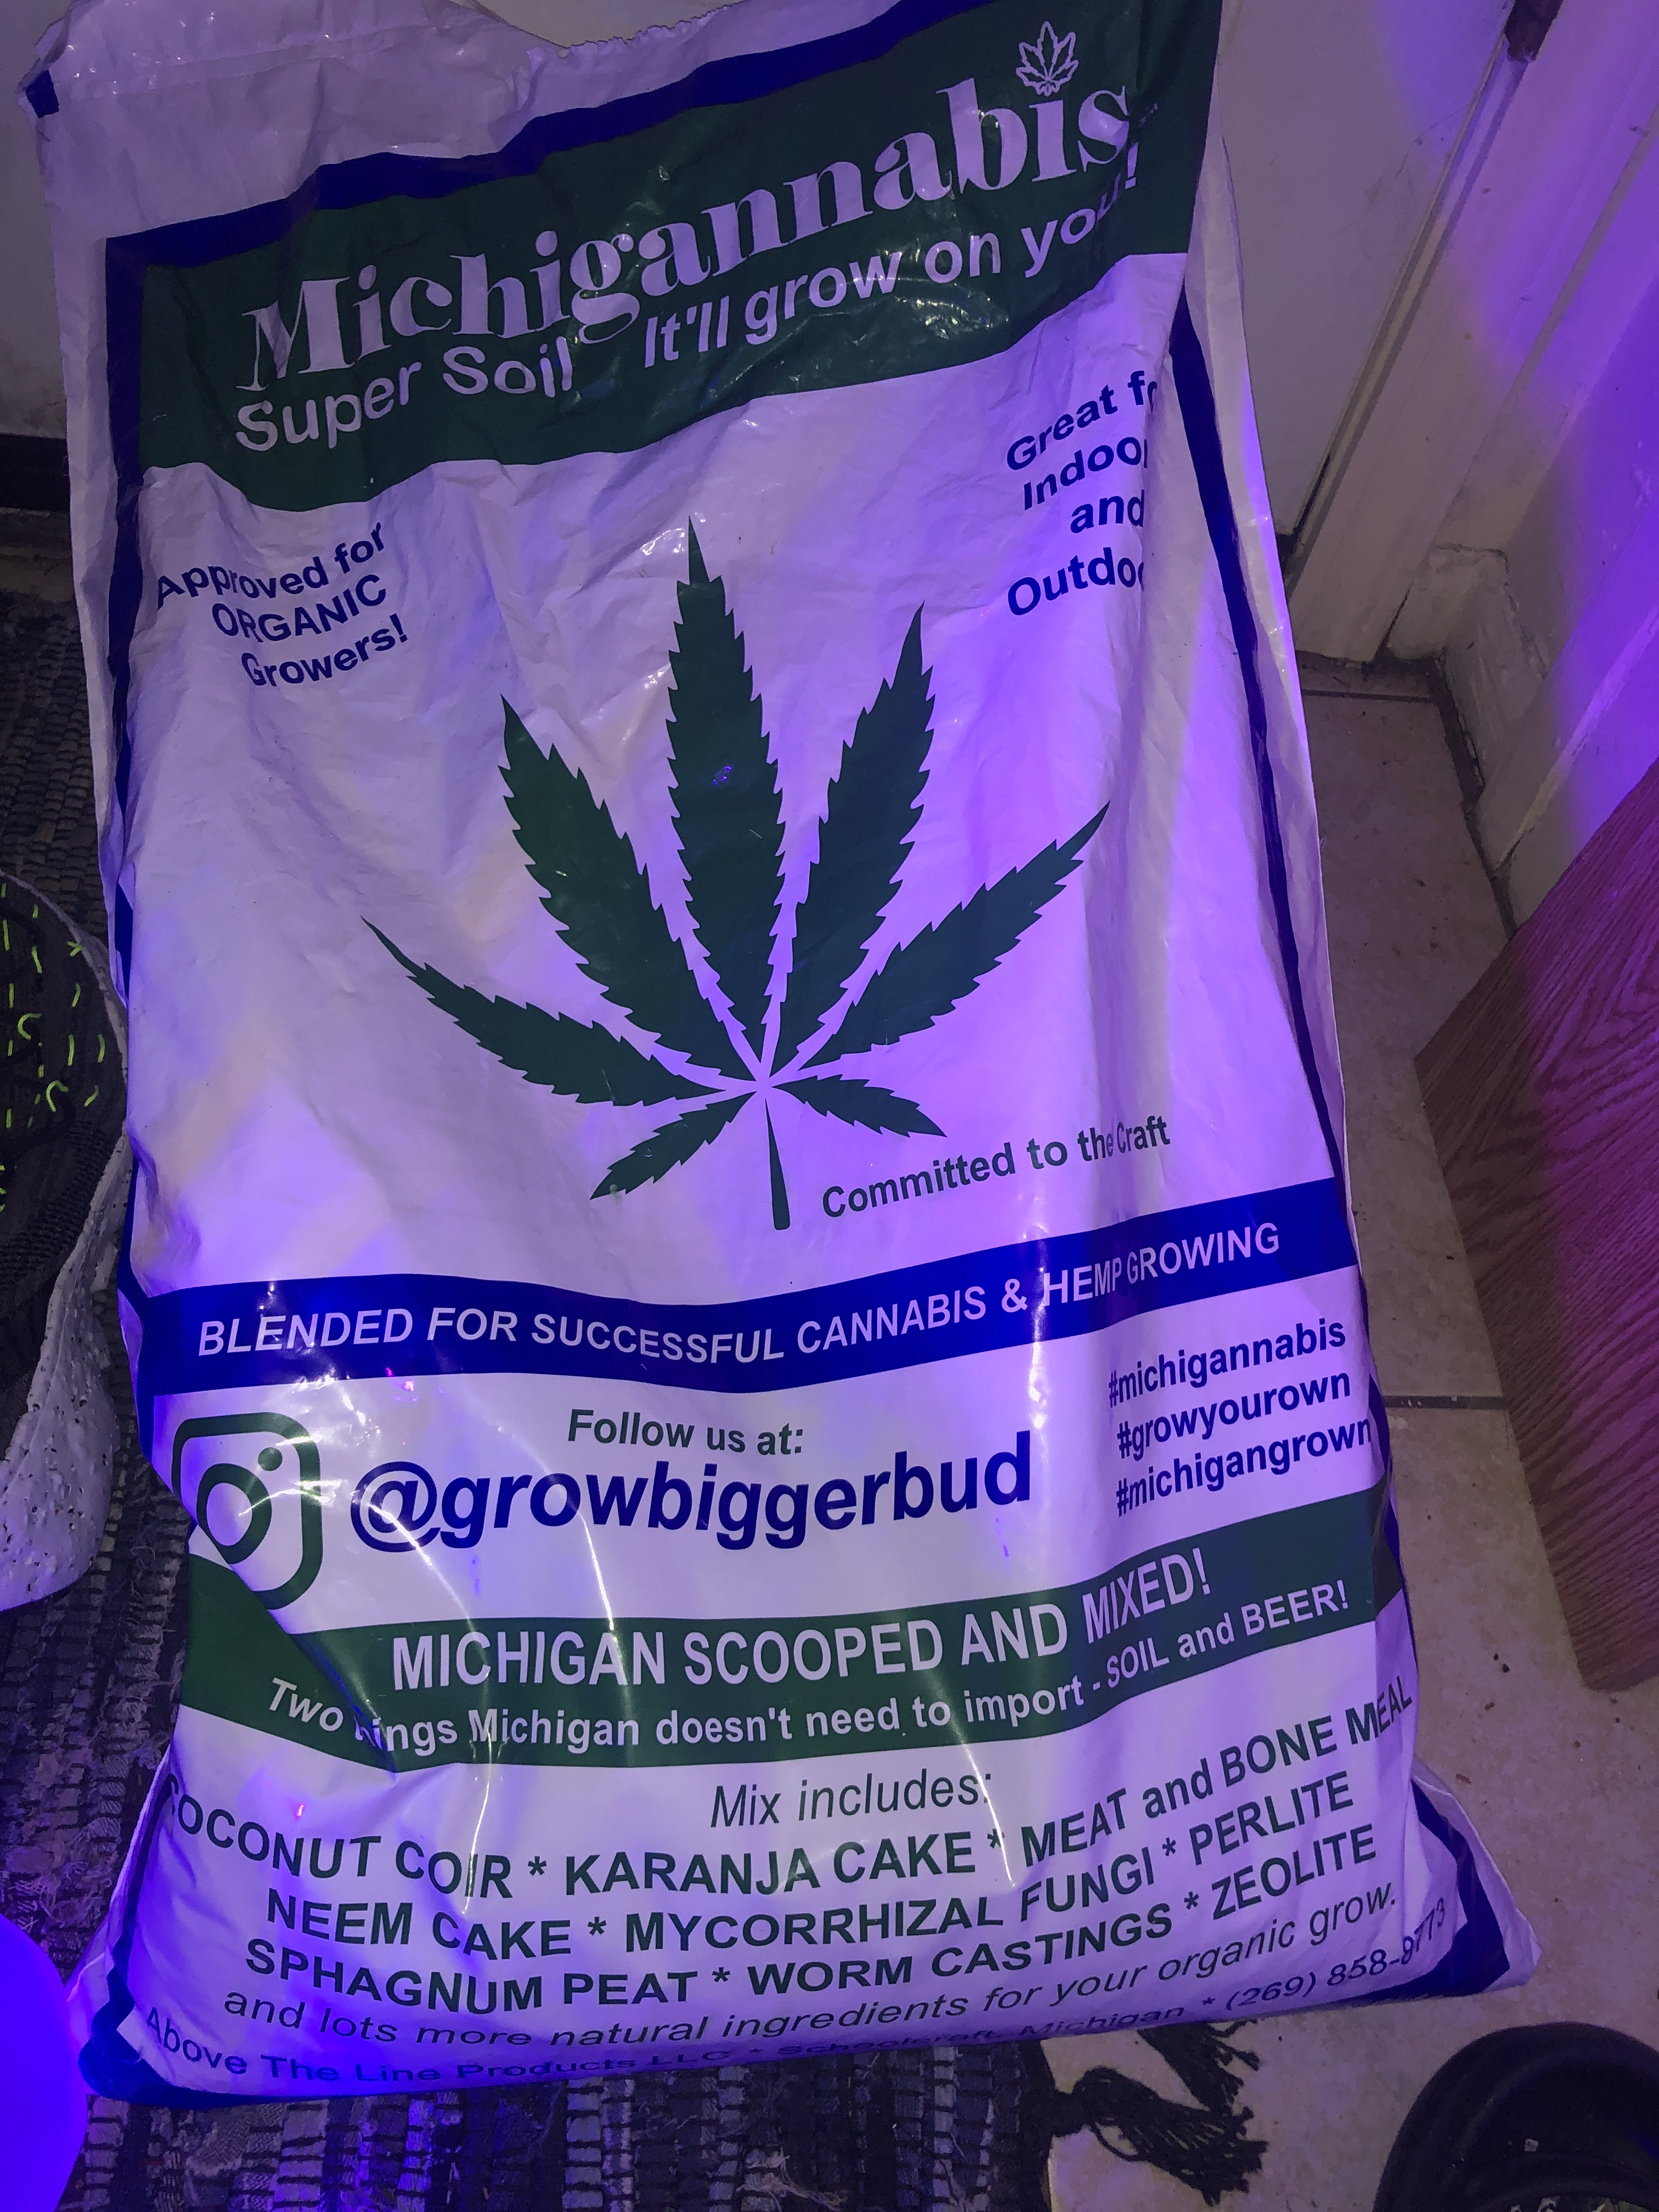 Michigannabis
Super Soil It'll grow on you!
Approved for
ORGANIC
Growers!
Great
Indoor
and
Committed to the Craft
BLENDED FOR SUCCESSFUL CANNABIS & HEMP GROWING
Follow us at:
@growbiggerbud
#michigannabis
#growyourown
#michigangrown
MICHIGAN SCOOPED AND MIXED!
Two things Michigan doesn't need to import - SOIL and BEER!
Mix includes:
COCONUT COIR * KARANJA CAKE * MEAT and BONE MEAL
NEEM CAKE * MYCORRHIZAL FUNGI * PERLITE
SPHAGNUM PEAT * WORM CASTINGS * ZEOLITE
and lots more natural ingredients for your organic grow.
Above The Line Products LLC * Schoolcraft, Michigan * (269) 858-9773